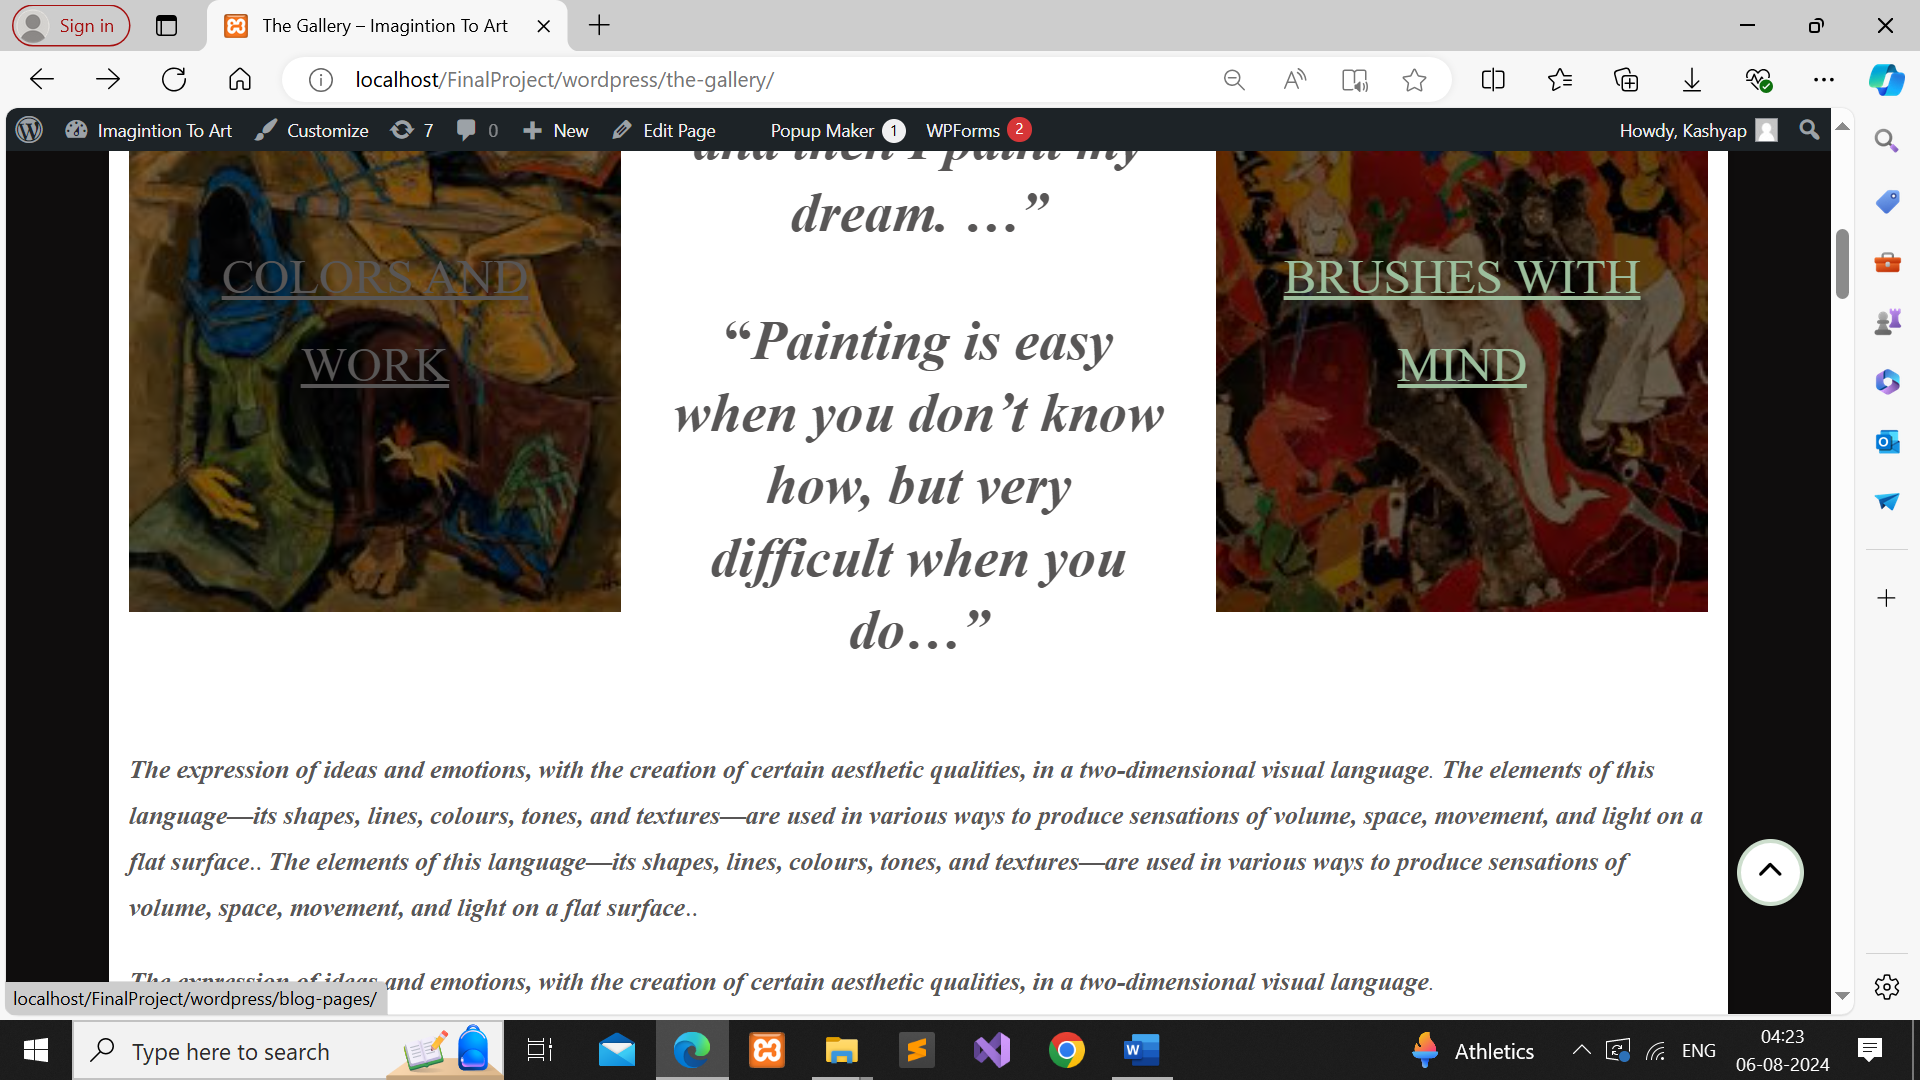 Sign in
The Gallery – Imagintion To Art
localhost/FinalProject/wordpress/the-gallery/
Imagintion To Art
Customize
7
0
New
Edit Page
Popup Maker 1
WPForms 2
Howdy, Kashyap
and then I paint my
dream. …”
COLORS AND
WORK
“Painting is easy
when you don’t know
how, but very
difficult when you
do…”
BRUSHES WITH
MIND
The expression of ideas and emotions, with the creation of certain aesthetic qualities, in a two-dimensional visual language. The elements of this
language—its shapes, lines, colours, tones, and textures—are used in various ways to produce sensations of volume, space, movement, and light on a
flat surface.. The elements of this language—its shapes, lines, colours, tones, and textures—are used in various ways to produce sensations of
volume, space, movement, and light on a flat surface..
The expression of ideas and emotions, with the creation of certain aesthetic qualities, in a two-dimensional visual language.
localhost/FinalProject/wordpress/blog-pages/
Type here to search
Athletics
ENG
04:23
06-08-2024